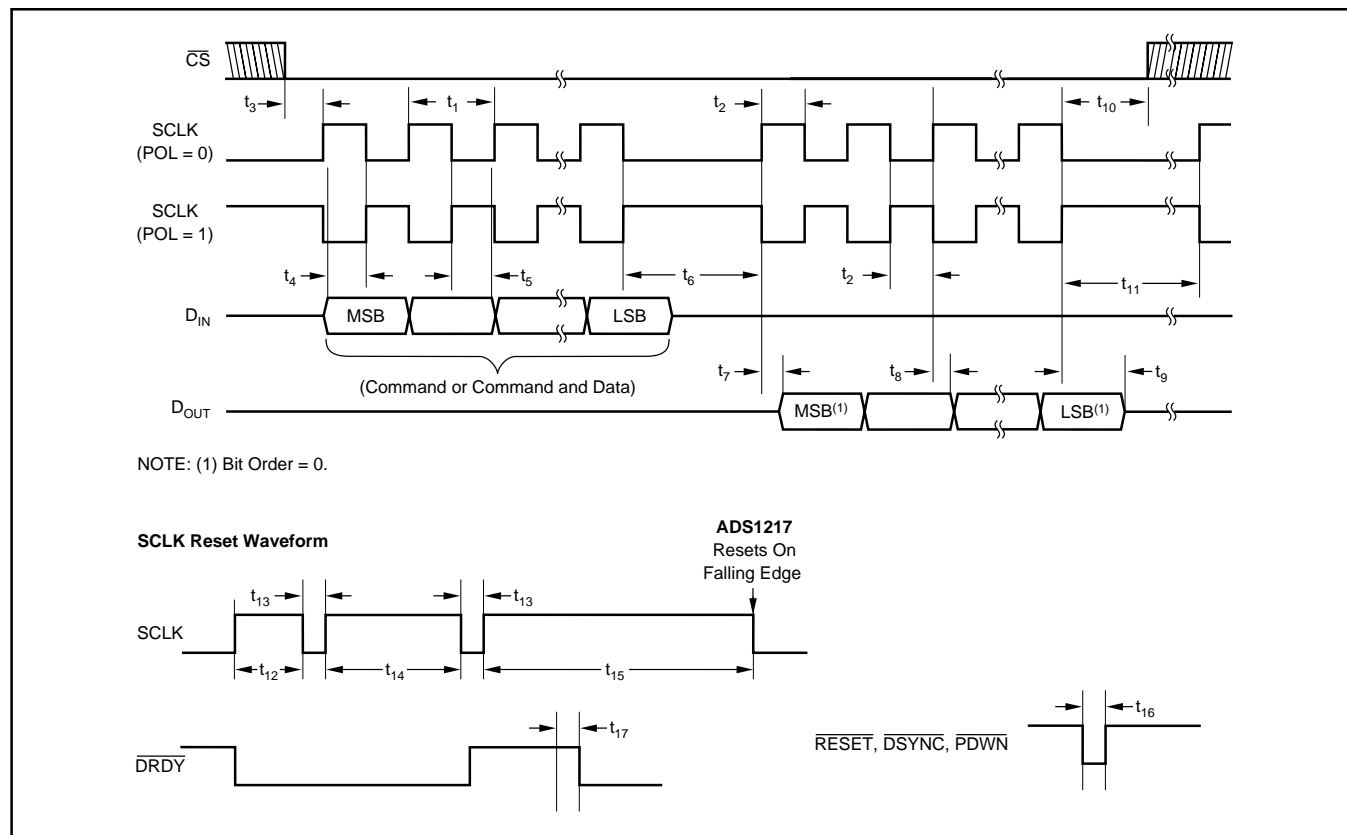 CS
t3
t1
t2
t10
SCLK
(POL = 0)
SCLK
(POL = 1)
t4
t5
t6
t2
t11
DIN
MSB
LSB
(Command or Command and Data)
t7
t8
t9
DOUT
MSB(1)
LSB(1)
NOTE: (1) Bit Order = 0.
SCLK Reset Waveform
ADS1217
Resets On
Falling Edge
t13
t13
SCLK
t12
t14
t15
t16
t17
DRDY
RESET, DSYNC, PDWN